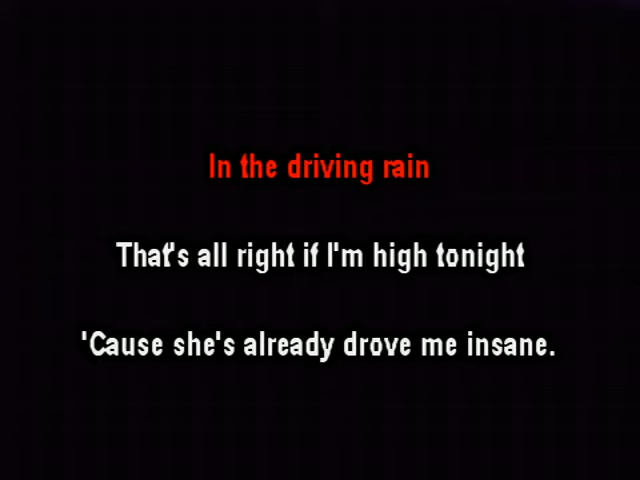 In the driving rain
That's all right if I'm high tonight
'Cause she's already drove me insane.